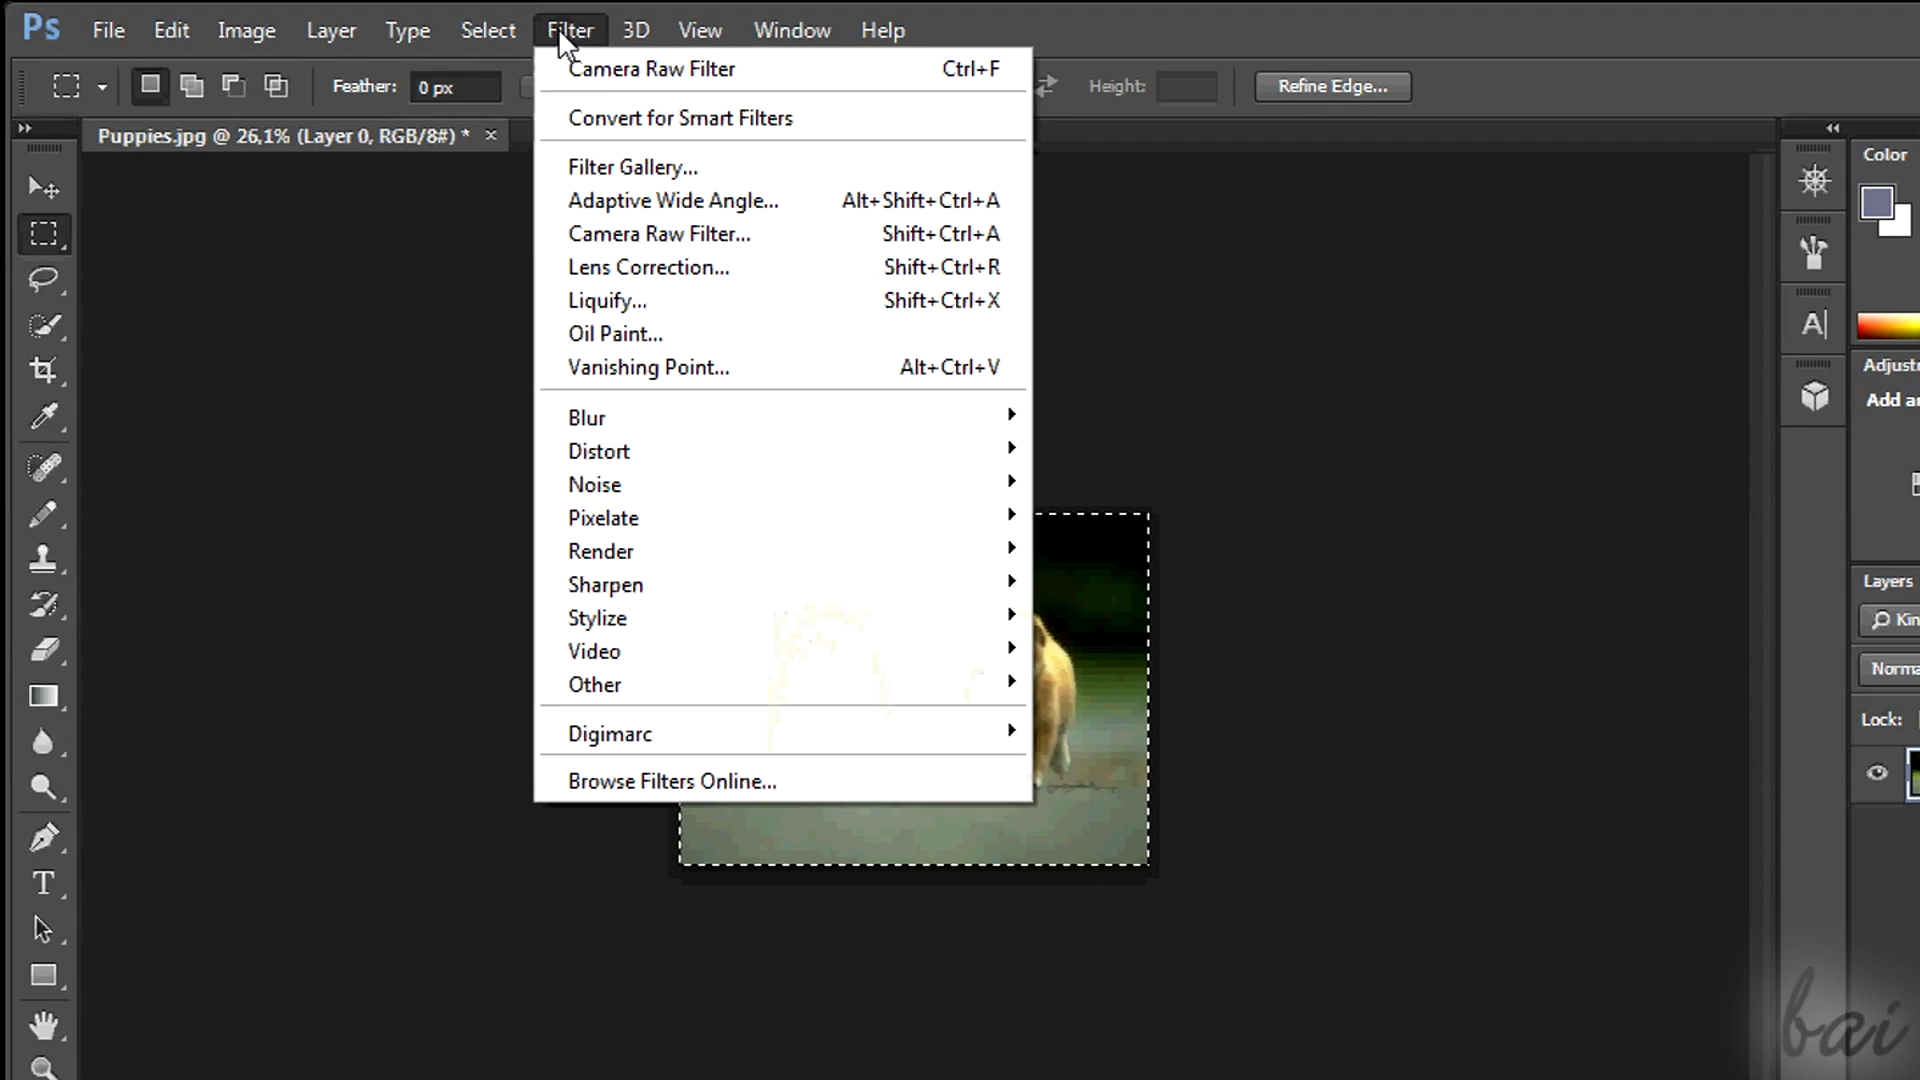 Ps File Edit Image Layer Type Select Filter 3D View Window Help
Feather: 0 px Height: Refine Edge...
Puppies.jpg @ 26,1% (Layer 0, RGB/8#) * ×
Camera Raw Filter Ctrl+F
Convert for Smart Filters
Filter Gallery...
Adaptive Wide Angle... Alt+Shift+Ctrl+A
Camera Raw Filter... Shift+Ctrl+A
Lens Correction... Shift+Ctrl+R
Liquify... Shift+Ctrl+X
Oil Paint...
Vanishing Point... Alt+Ctrl+V
Blur
Distort
Noise
Pixelate
Render
Sharpen
Stylize
Video
Other
Digimarc
Browse Filters Online...
Color
Adjust
Add a
Layers
Kin
Norma
Lock:
bai